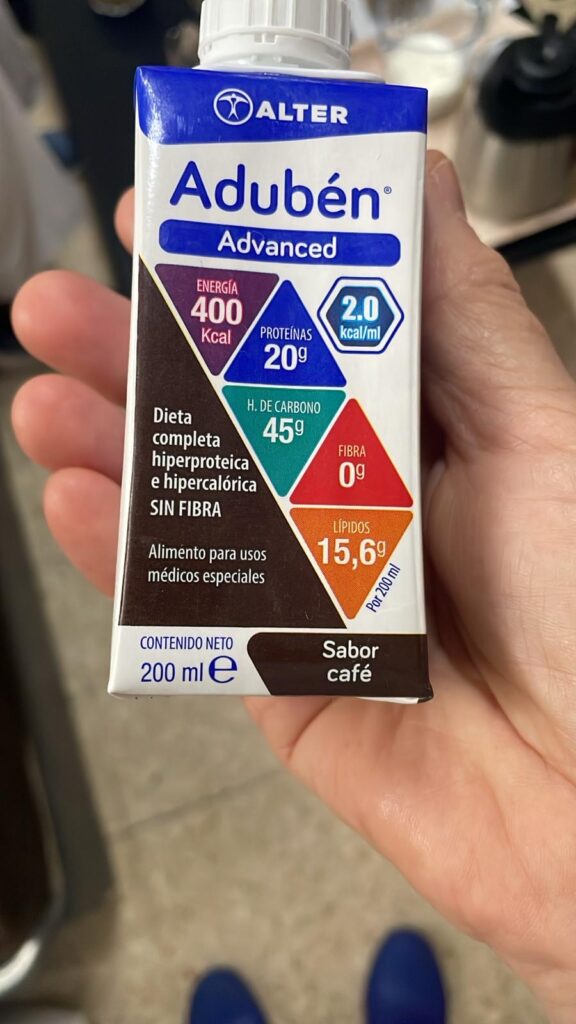 ALTER
Adubén®
Advanced
ENERGÍA
400
Kcal
2.0
kcal/ml
PROTEÍNAS
20g
H. DE CARBONO
45g
FIBRA
0g
LÍPIDOS
15,6g
Por 200 ml
Dieta
completa
hiperproteica
e hipercalórica
SIN FIBRA
Alimento para usos
médicos especiales
CONTENIDO NETO
200 ml e
Sabor
café